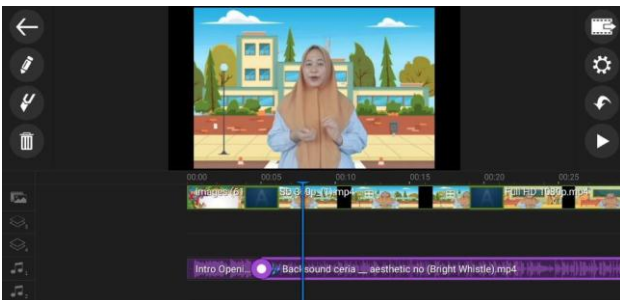 00:00 00:05 00:10 00:15 00:20 00:25
Images (61 Full HD 1080p.mp4
Intro Openi... Backsound ceria __ aesthetic no (Bright Whistle).mp4